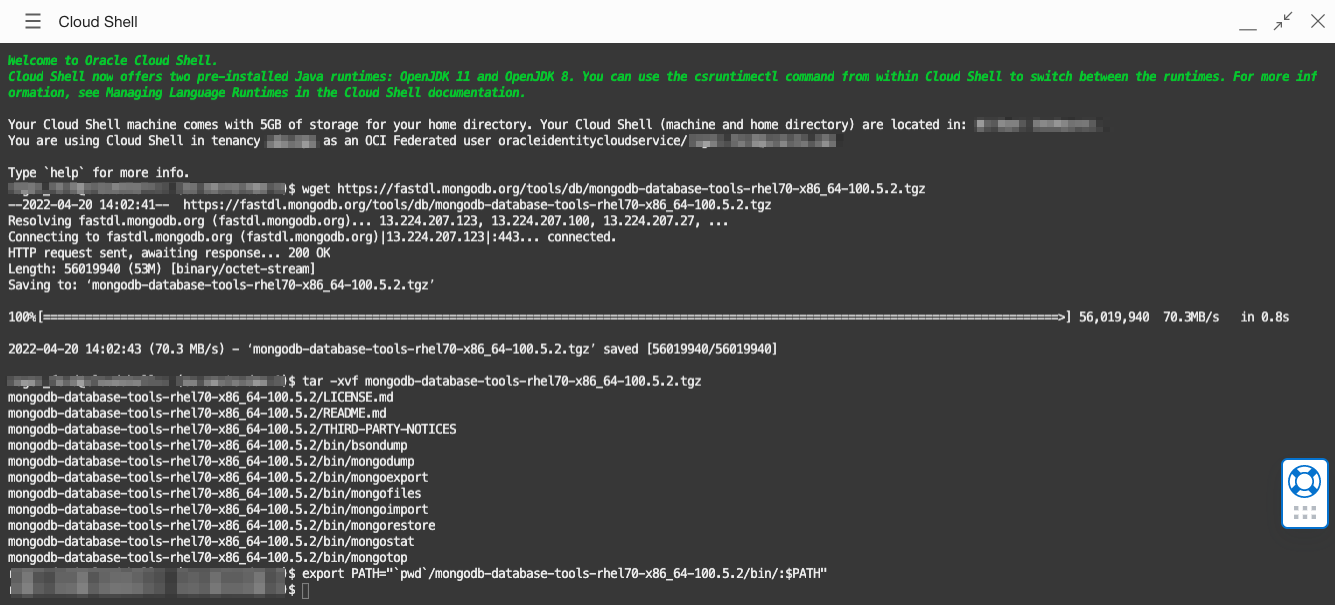 Cloud Shell
Welcome to Oracle Cloud Shell.
Cloud Shell now offers two pre-installed Java runtimes: OpenJDK 11 and OpenJDK 8. You can use the csruntimectl command from within Cloud Shell to switch between the runtimes. For more inf
ormation, see Managing Language Runtimes in the Cloud Shell documentation.
Your Cloud Shell machine comes with 5GB of storage for your home directory. Your Cloud Shell (machine and home directory) are located in:
You are using Cloud Shell in tenancy as an OCI Federated user oracleidentitycloudservice/
Type `help` for more info.
)$ wget https://fastdl.mongodb.org/tools/db/mongodb-database-tools-rhel70-x86_64-100.5.2.tgz
--2022-04-20 14:02:41-- https://fastdl.mongodb.org/tools/db/mongodb-database-tools-rhel70-x86_64-100.5.2.tgz
Resolving fastdl.mongodb.org (fastdl.mongodb.org)... 13.224.207.123, 13.224.207.100, 13.224.207.27, ...
Connecting to fastdl.mongodb.org (fastdl.mongodb.org)|13.224.207.123|:443... connected.
HTTP request sent, awaiting response... 200 OK
Length: 56019940 (53M) [binary/octet-stream]
Saving to: ‘mongodb-database-tools-rhel70-x86_64-100.5.2.tgz’
100%[=================================================>] 56,019,940 70.3MB/s in 0.8s
2022-04-20 14:02:43 (70.3 MB/s) - ‘mongodb-database-tools-rhel70-x86_64-100.5.2.tgz’ saved [56019940/56019940]
)$ tar -xvf mongodb-database-tools-rhel70-x86_64-100.5.2.tgz
mongodb-database-tools-rhel70-x86_64-100.5.2/LICENSE.md
mongodb-database-tools-rhel70-x86_64-100.5.2/README.md
mongodb-database-tools-rhel70-x86_64-100.5.2/THIRD-PARTY-NOTICES
mongodb-database-tools-rhel70-x86_64-100.5.2/bin/bsondump
mongodb-database-tools-rhel70-x86_64-100.5.2/bin/mongodump
mongodb-database-tools-rhel70-x86_64-100.5.2/bin/mongoexport
mongodb-database-tools-rhel70-x86_64-100.5.2/bin/mongofiles
mongodb-database-tools-rhel70-x86_64-100.5.2/bin/mongoimport
mongodb-database-tools-rhel70-x86_64-100.5.2/bin/mongorestore
mongodb-database-tools-rhel70-x86_64-100.5.2/bin/mongostat
mongodb-database-tools-rhel70-x86_64-100.5.2/bin/mongotop
)$ export PATH="`pwd`/mongodb-database-tools-rhel70-x86_64-100.5.2/bin/:$PATH"
)$